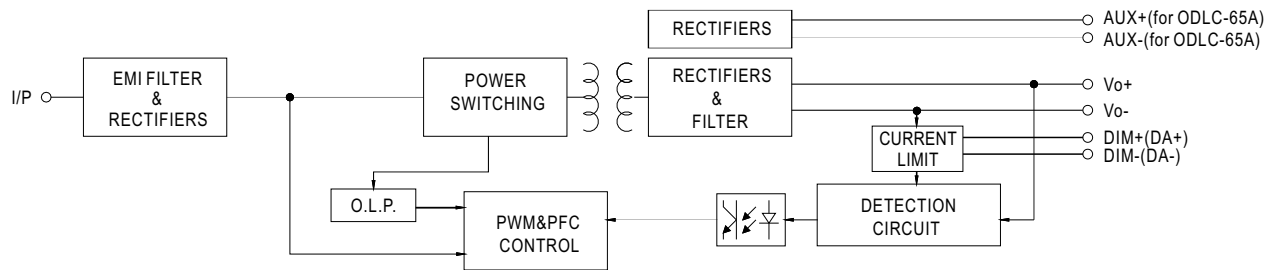 RECTIFIERS
AUX+(for ODLC-65A)
AUX-(for ODLC-65A)
I/P
EMI FILTER
&
RECTIFIERS
POWER
SWITCHING
RECTIFIERS
&
FILTER
Vo+
Vo-
CURRENT
LIMIT
DIM+(DA+)
DIM-(DA-)
O.L.P.
PWM&PFC
CONTROL
DETECTION
CIRCUIT